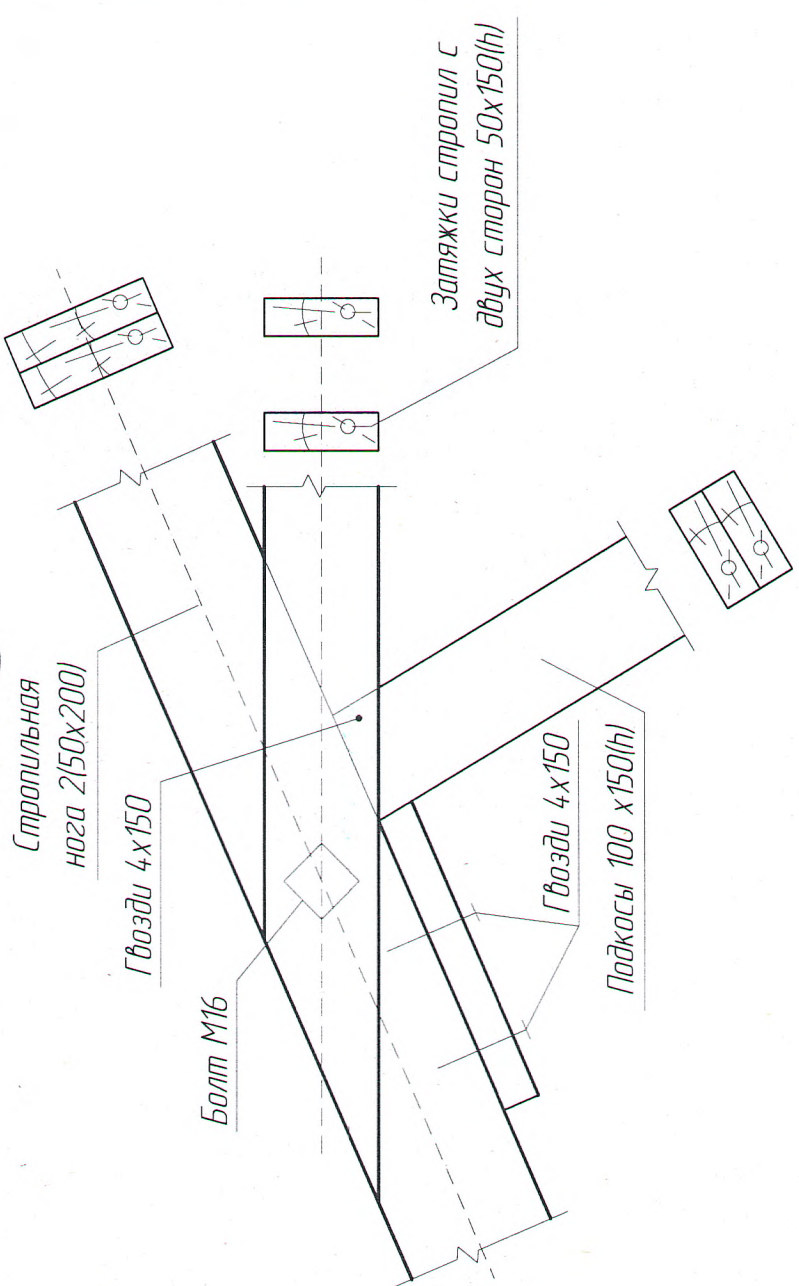 Стропильная
нога 2(50х200)
Гвозди 4х150
Болт М16
Затяжки стропил с
двух сторон 50х150(h)
Гвозди 4х150
Подкосы 100 х150(h)